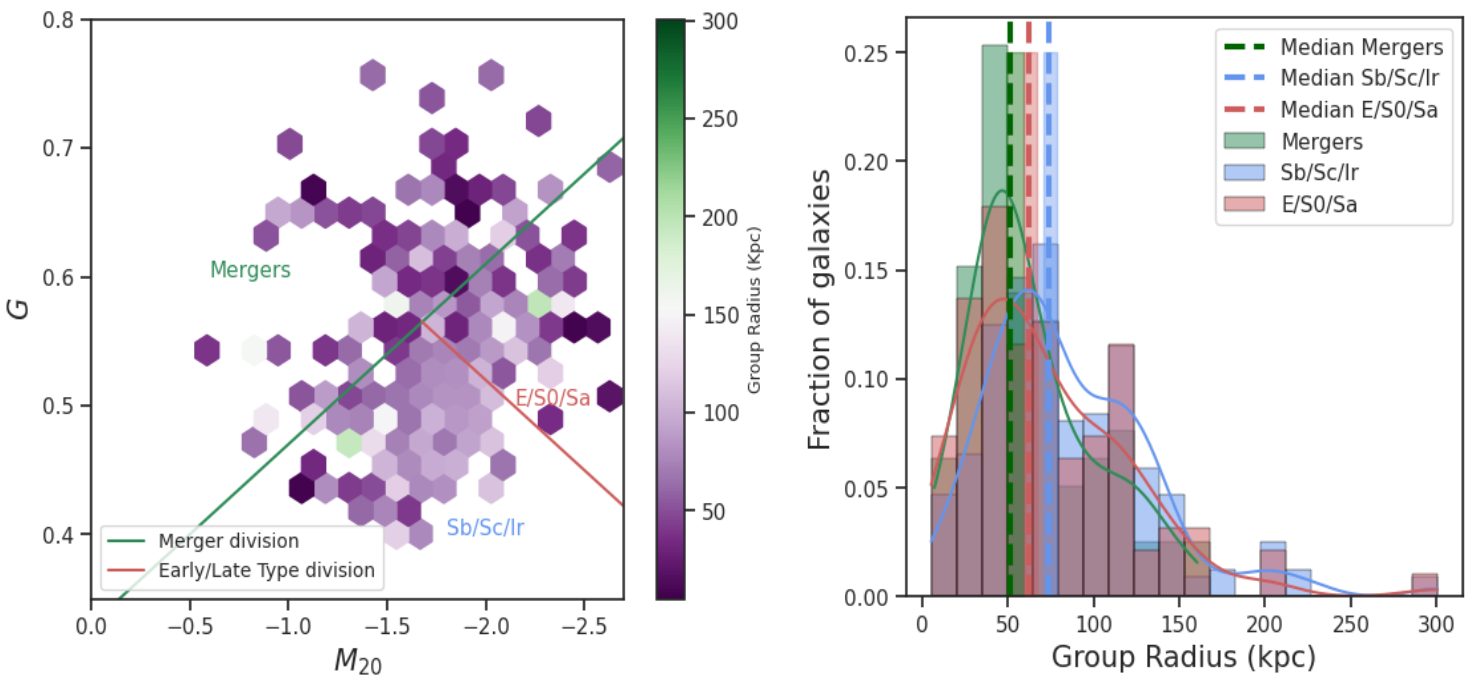 0.8
0.7
0.6
0.5
0.4
G
0.0
−0.5
−1.0
−1.5
−2.0
−2.5
M20
Mergers
E/S0/Sa
Sb/Sc/Ir
Merger division
Early/Late Type division
300
250
200
150
100
50
Group Radius (Kpc)
0.25
0.20
0.15
0.10
0.05
0.00
Fraction of galaxies
0
50
100
150
200
250
300
Group Radius (kpc)
Median Mergers
Median Sb/Sc/Ir
Median E/S0/Sa
Mergers
Sb/Sc/Ir
E/S0/Sa